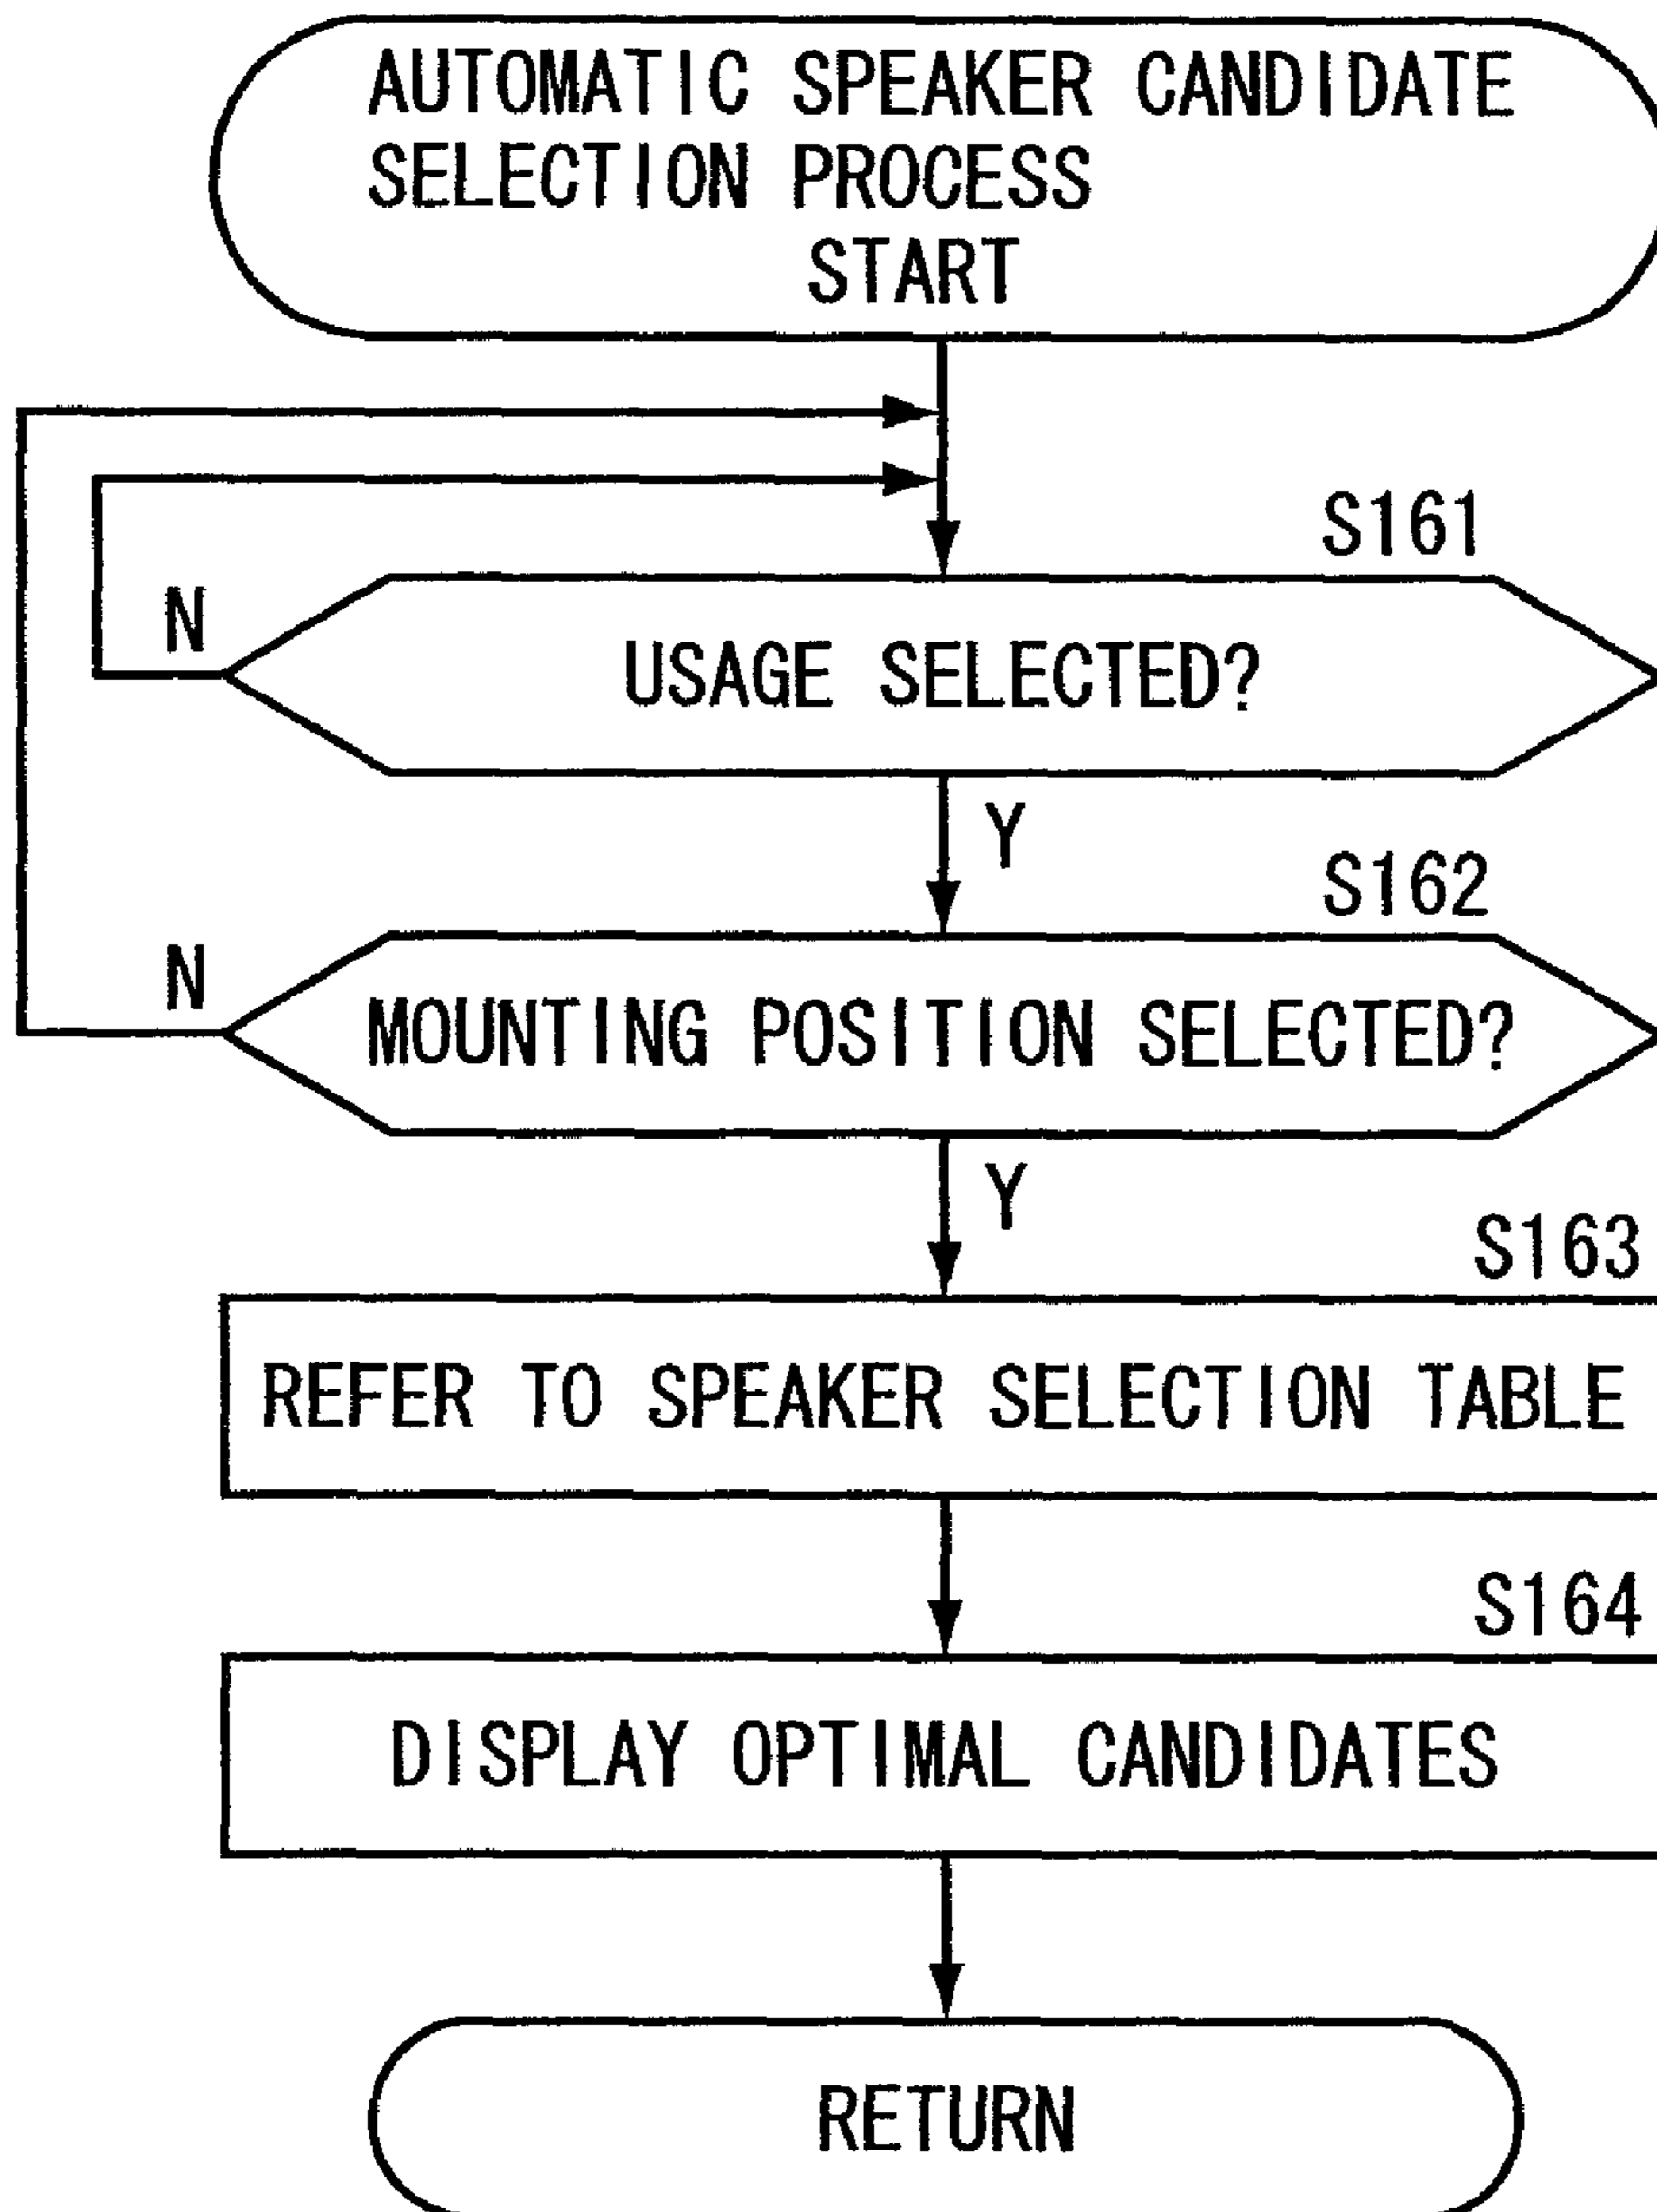 AUTOMATIC SPEAKER CANDIDATE
SELECTION PROCESS
START
S161
N
USAGE SELECTED?
Y
S162
N
MOUNTING POSITION SELECTED?
Y
S163
REFER TO SPEAKER SELECTION TABLE
S164
DISPLAY OPTIMAL CANDIDATES
RETURN